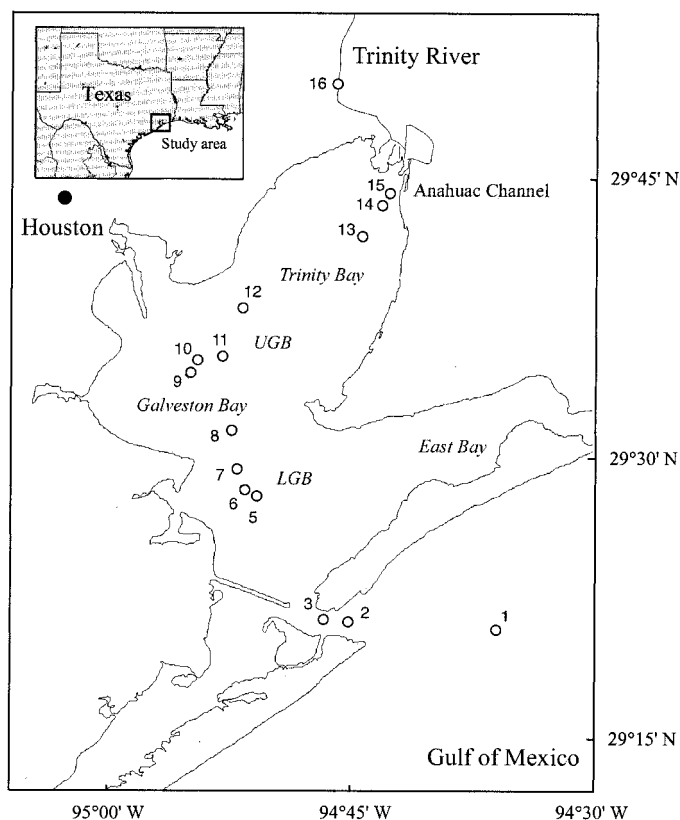 Trinity River
16
Texas
Study area
29°45' N
15
Anahuac Channel
14
Houston
13
Trinity Bay
12
11
UGB
10
9
Galveston Bay
8
East Bay
29°30' N
7
LGB
6
5
3
2
1
29°15' N
Gulf of Mexico
95°00' W
94°45' W
94°30' W